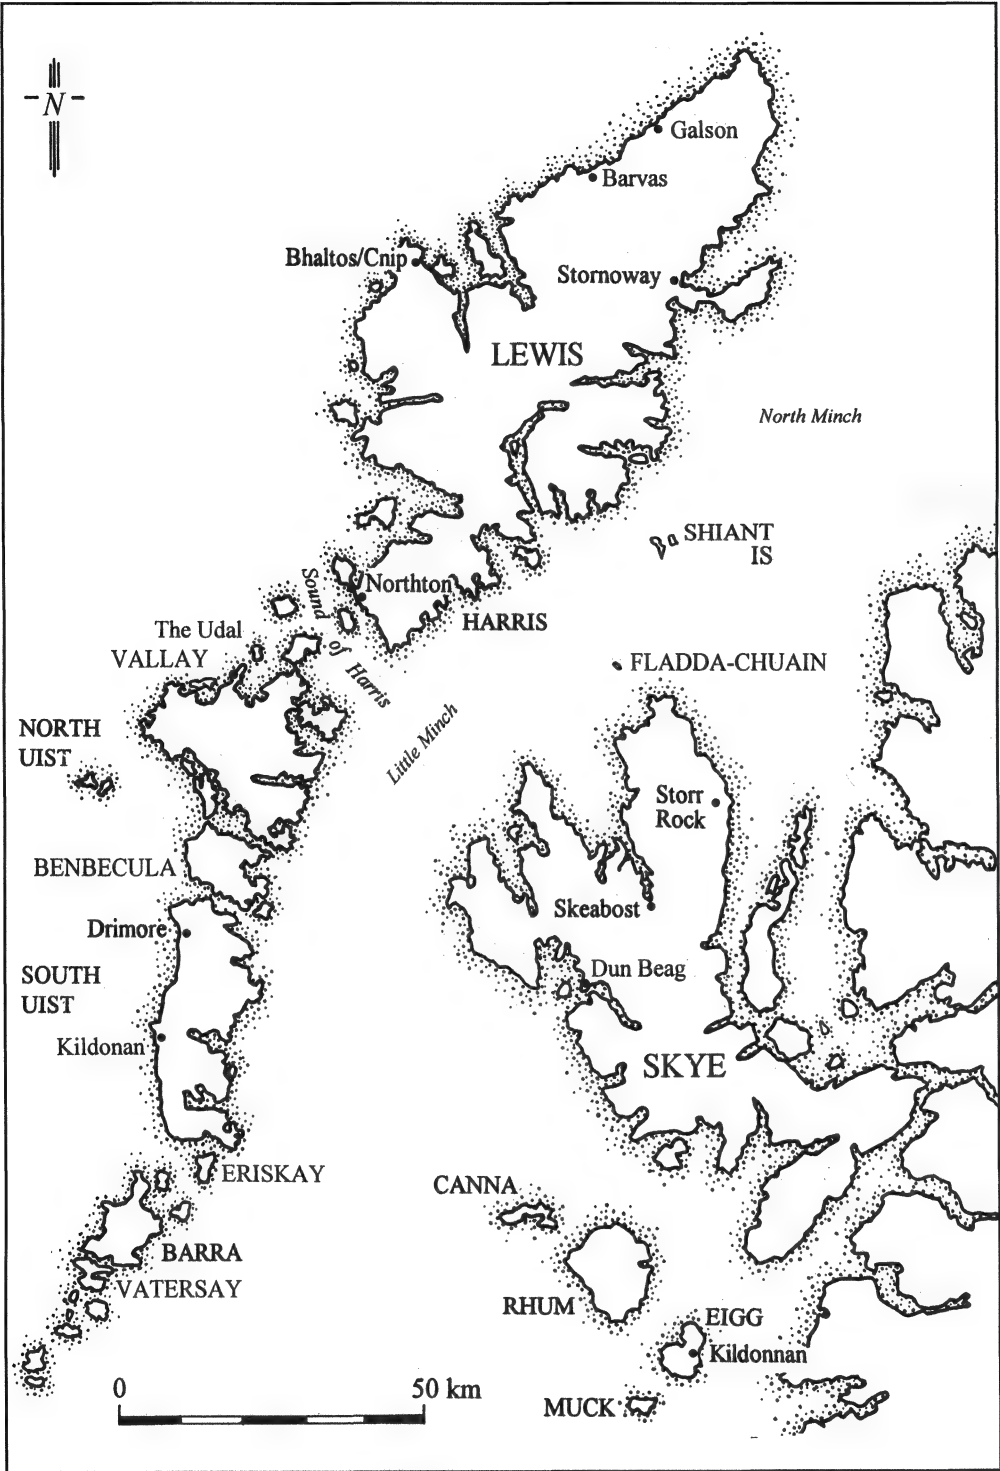 N
Galson
Barvas
Bhaltos/Cnip
Stornoway
LEWIS
North Minch
SHIANT
IS
Northton
Sound of Harris
HARRIS
The Udal
VALLAY
FLADDA-CHUAIN
NORTH
UIST
Little Minch
Storr
Rock
BENBECULA
Skeabost
Drimore
Dun Beag
SOUTH
UIST
Kildonan
SKYE
ERISKAY
CANNA
BARRA
VATERSAY
RHUM
EIGG
Kildonnan
0 50 km
MUCK